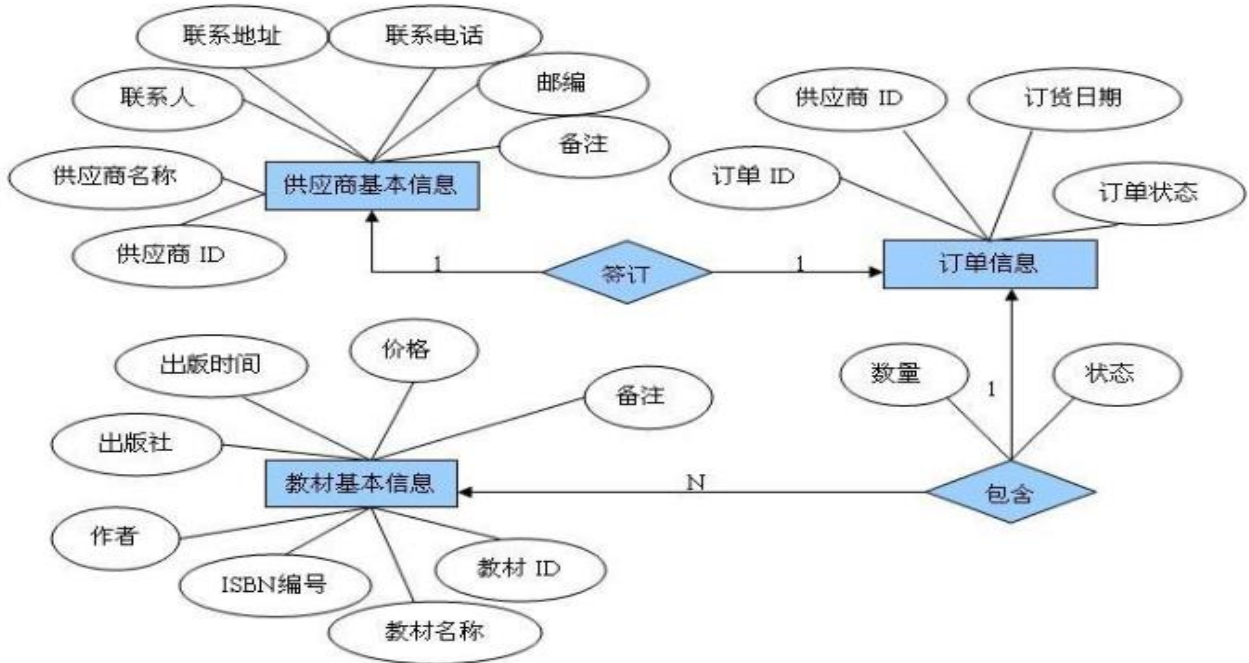 联系地址
联系电话
联系人
邮编
供应商 ID
订货日期
备注
供应商名称
供应商基本信息
订单 ID
订单状态
供应商 ID
1
签订
1
订单信息
出版时间
价格
备注
数量
状态
1
出版社
教材基本信息
N
包含
作者
ISBN编号
教材 ID
教材名称